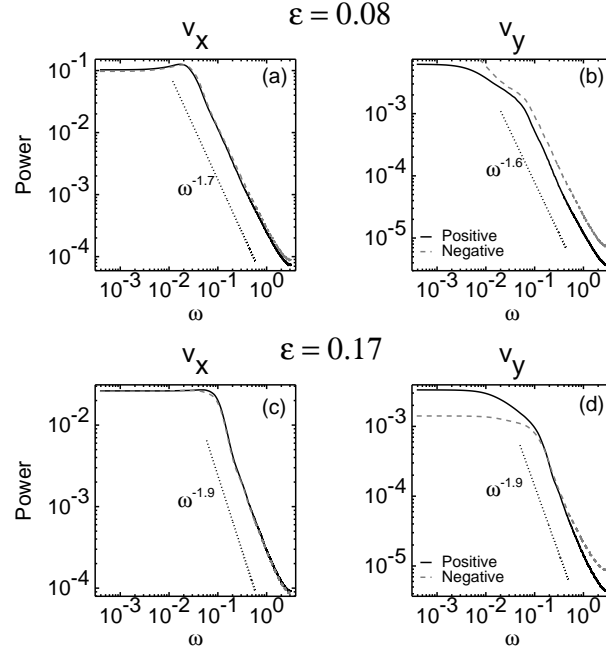 ε = 0.08
v_x
v_y
(a)
(b)
Power
10^-1
10^-2
10^-3
10^-4
10^-3
10^-4
10^-5
ω^-1.7
ω^-1.6
Positive
Negative
10^-3 10^-2 10^-1 10^0
10^-3 10^-2 10^-1 10^0
ω
ω
ε = 0.17
v_x
v_y
(c)
(d)
Power
10^-2
10^-3
10^-4
10^-3
10^-4
10^-5
ω^-1.9
ω^-1.9
Positive
Negative
10^-3 10^-2 10^-1 10^0
10^-3 10^-2 10^-1 10^0
ω
ω